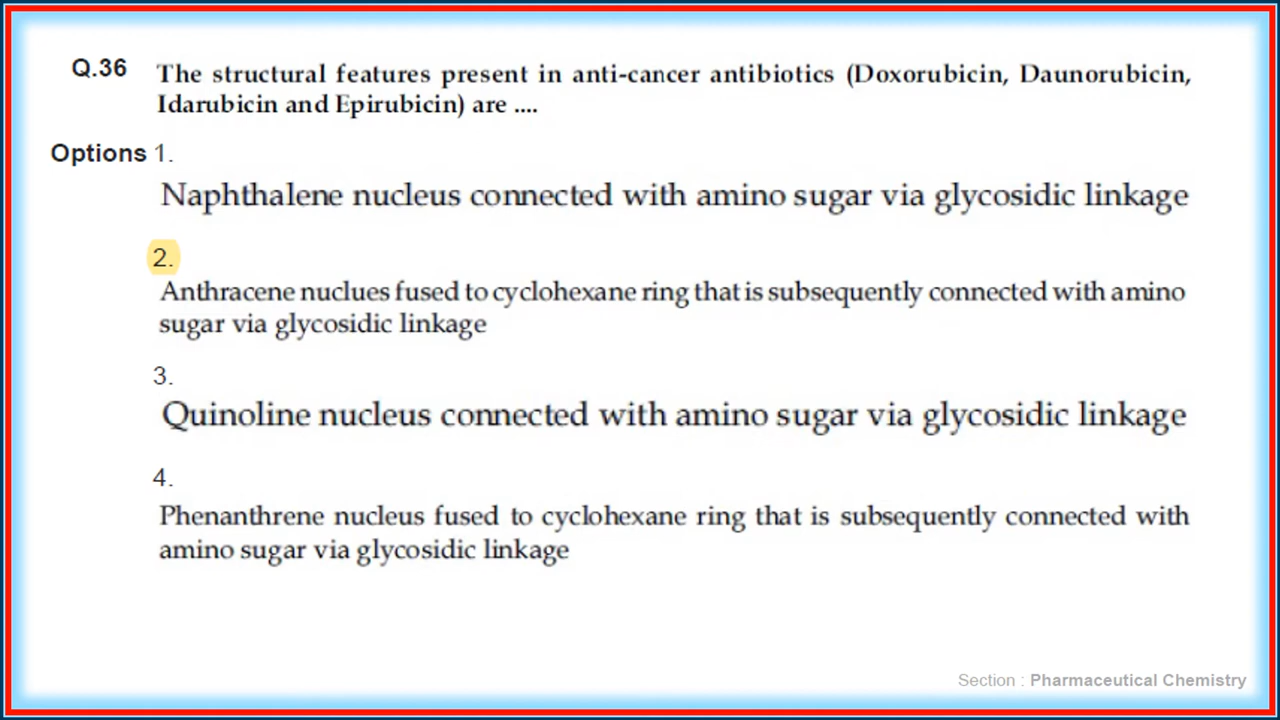 Q.36 The structural features present in anti-cancer antibiotics (Doxorubicin, Daunorubicin,
Idarubicin and Epirubicin) are ....
Options 1.
Naphthalene nucleus connected with amino sugar via glycosidic linkage
2.
Anthracene nuclues fused to cyclohexane ring that is subsequently connected with amino
sugar via glycosidic linkage
3.
Quinoline nucleus connected with amino sugar via glycosidic linkage
4.
Phenanthrene nucleus fused to cyclohexane ring that is subsequently connected with
amino sugar via glycosidic linkage
Section : Pharmaceutical Chemistry